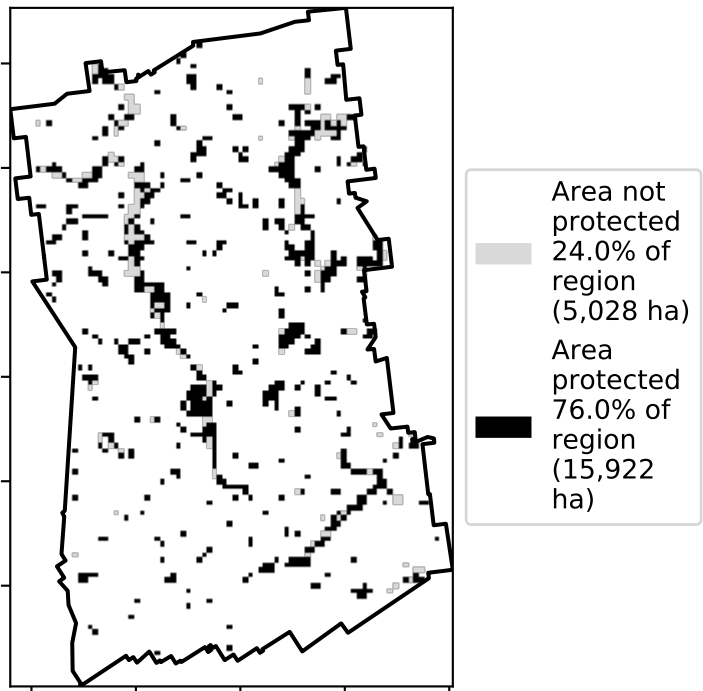 Area not
protected
24.0% of
region
(5,028 ha)
Area
protected
76.0% of
region
(15,922
ha)